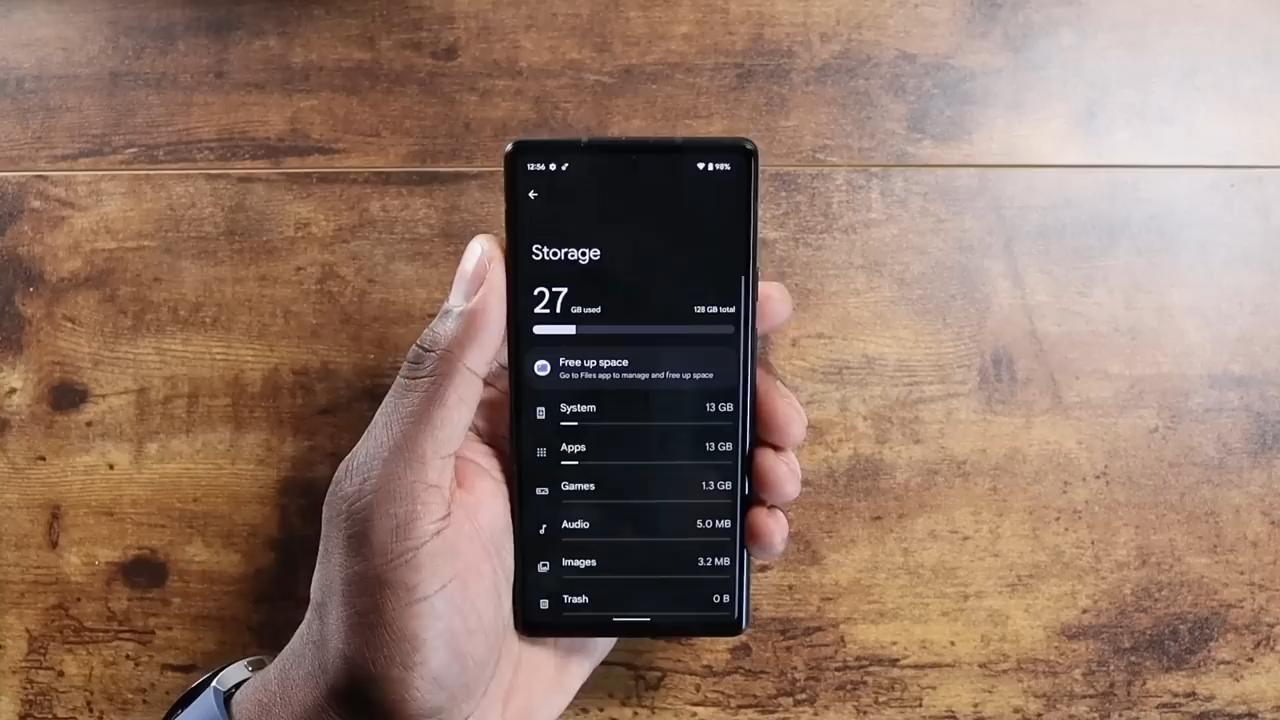 12:56 98%
Storage
27 GB used 128 GB total
Free up space
Go to Files app to manage and free up space
System 13 GB
Apps 13 GB
Games 1.3 GB
Audio 5.0 MB
Images 3.2 MB
Trash 0 B